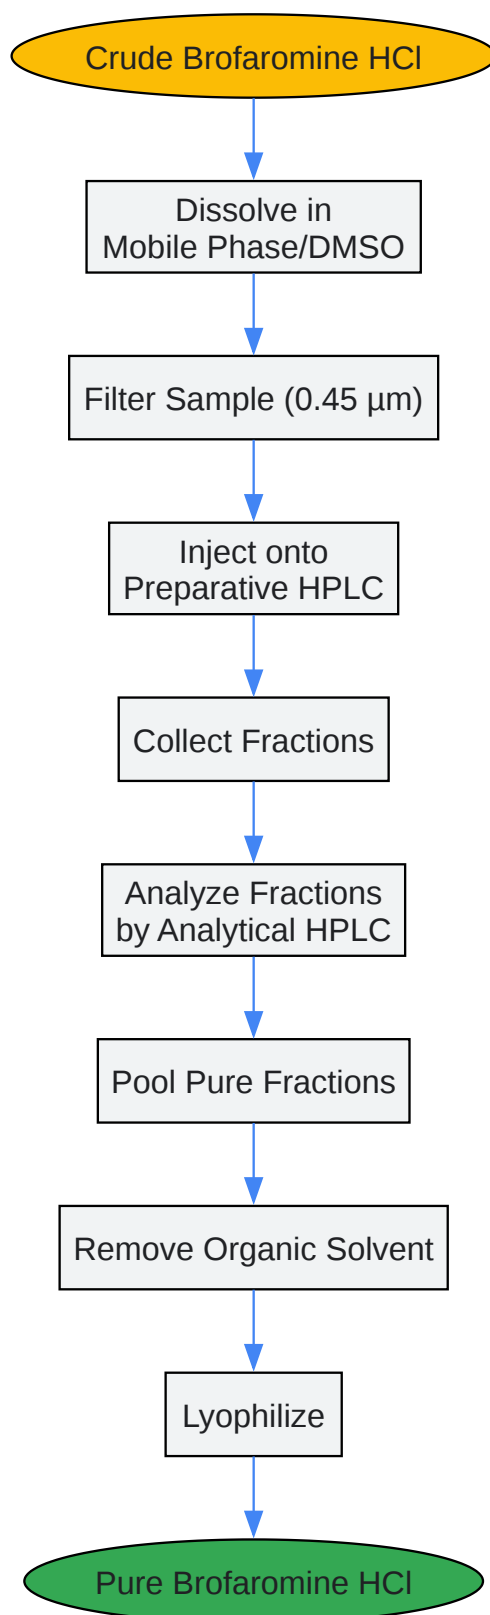 Crude Brofaromine HCl
Dissolve in
Mobile Phase/DMSO
Filter Sample (0.45 µm)
Inject onto
Preparative HPLC
Collect Fractions
Analyze Fractions
by Analytical HPLC
Pool Pure Fractions
Remove Organic Solvent
Lyophilize
Pure Brofaromine HCl